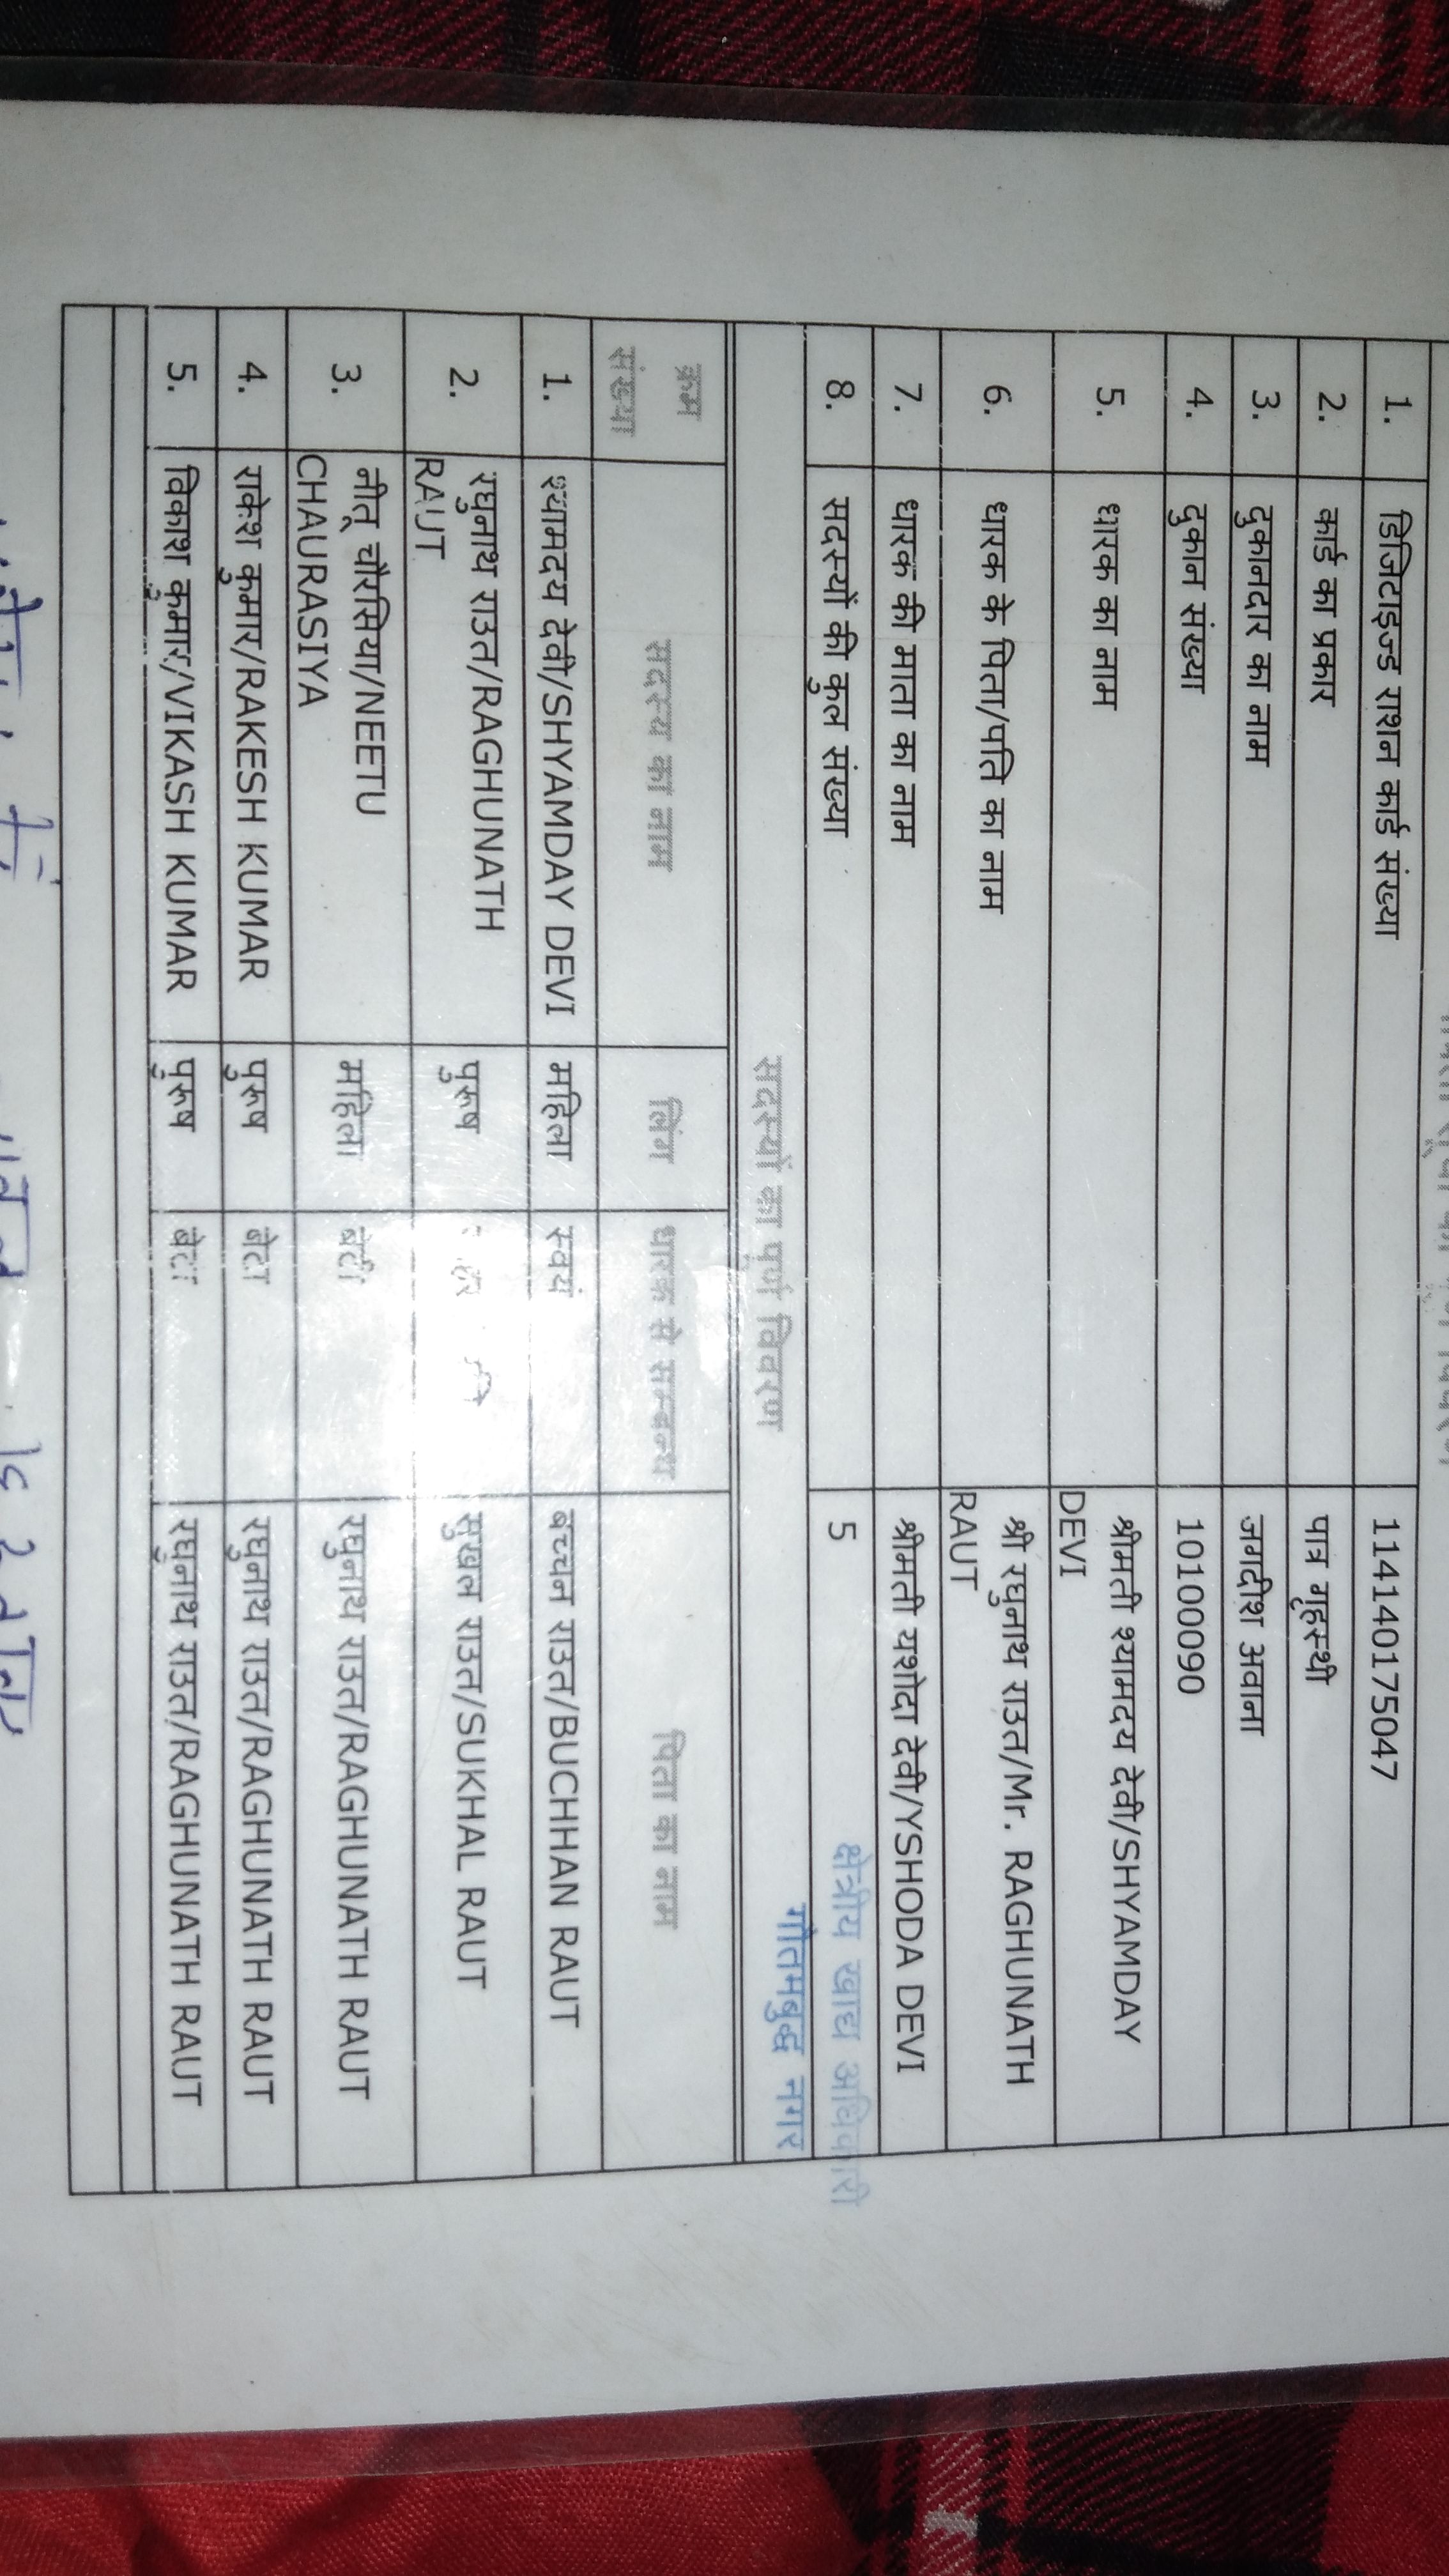 1. डिजिटाइज्ड राशन कार्ड संख्या 114140175047
2. कार्ड का प्रकार पात्र गृहस्थी
3. दुकानदार का नाम जगदीश अवाना
4. दुकान संख्या 10100090
5. धारक का नाम श्रीमती श्यामदय देवी/SHYAMDAY
DEVI
6. धारक के पिता/पति का नाम श्री रघुनाथ राउत/Mr. RAGHUNATH
RAUT
7. धारक की माता का नाम श्रीमती यशोदा देवी/YSHODA DEVI
8. सदस्यों की कुल संख्या 5
क्षेत्रीय खाद्य अधिकारी
गौतमबुद्ध नगर
सदस्यों का पूर्ण विवरण
क्रम
संख्या सदस्य का नाम लिंग धारक से सम्बन्ध पिता का नाम
1. श्यामदय देवी/SHYAMDAY DEVI महिला स्वयं बच्चन राउत/BUCHHAN RAUT
2. रघुनाथ राउत/RAGHUNATH
RAUT पुरूष सुखल राउत/SUKHAL RAUT
3. नीतू चौरसिया/NEETU
CHAURASIYA महिला बेटी रघुनाथ राउत/RAGHUNATH RAUT
4. राकेश कुमार/RAKESH KUMAR पुरूष बेटा रघुनाथ राउत/RAGHUNATH RAUT
5. विकाश कुमार/VIKASH KUMAR पुरूष बेटा रघुनाथ राउत/RAGHUNATH RAUT